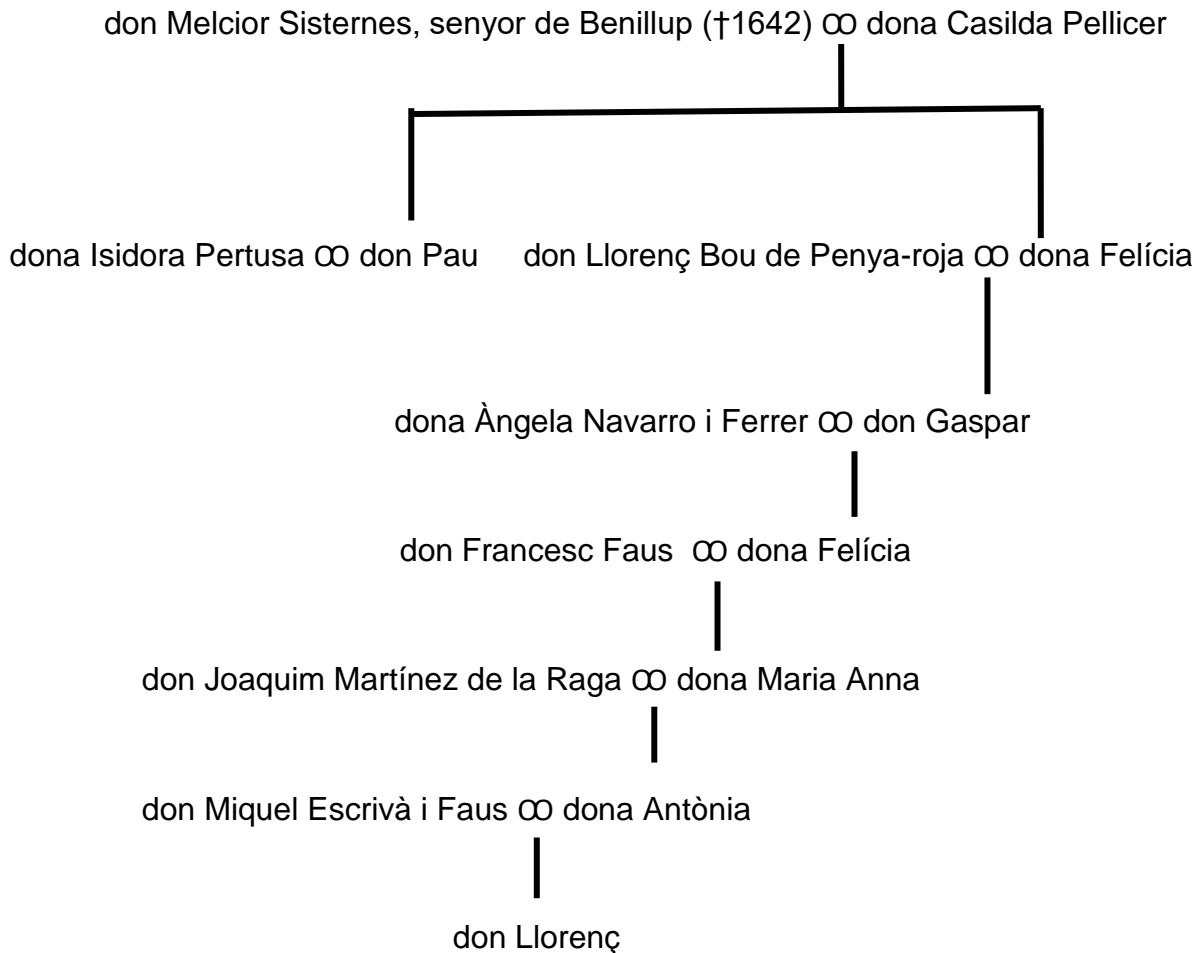 don Melcior Sisternes, senyor de Benillup (†1642) ꝏ dona Casilda Pellicer
dona Isidora Pertusa ꝏ don Pau don Llorenç Bou de Penya-roja ꝏ dona Felícia
dona Àngela Navarro i Ferrer ꝏ don Gaspar
don Francesc Faus ꝏ dona Felícia
don Joaquim Martínez de la Raga ꝏ dona Maria Anna
don Miquel Escrivà i Faus ꝏ dona Antònia
don Llorenç